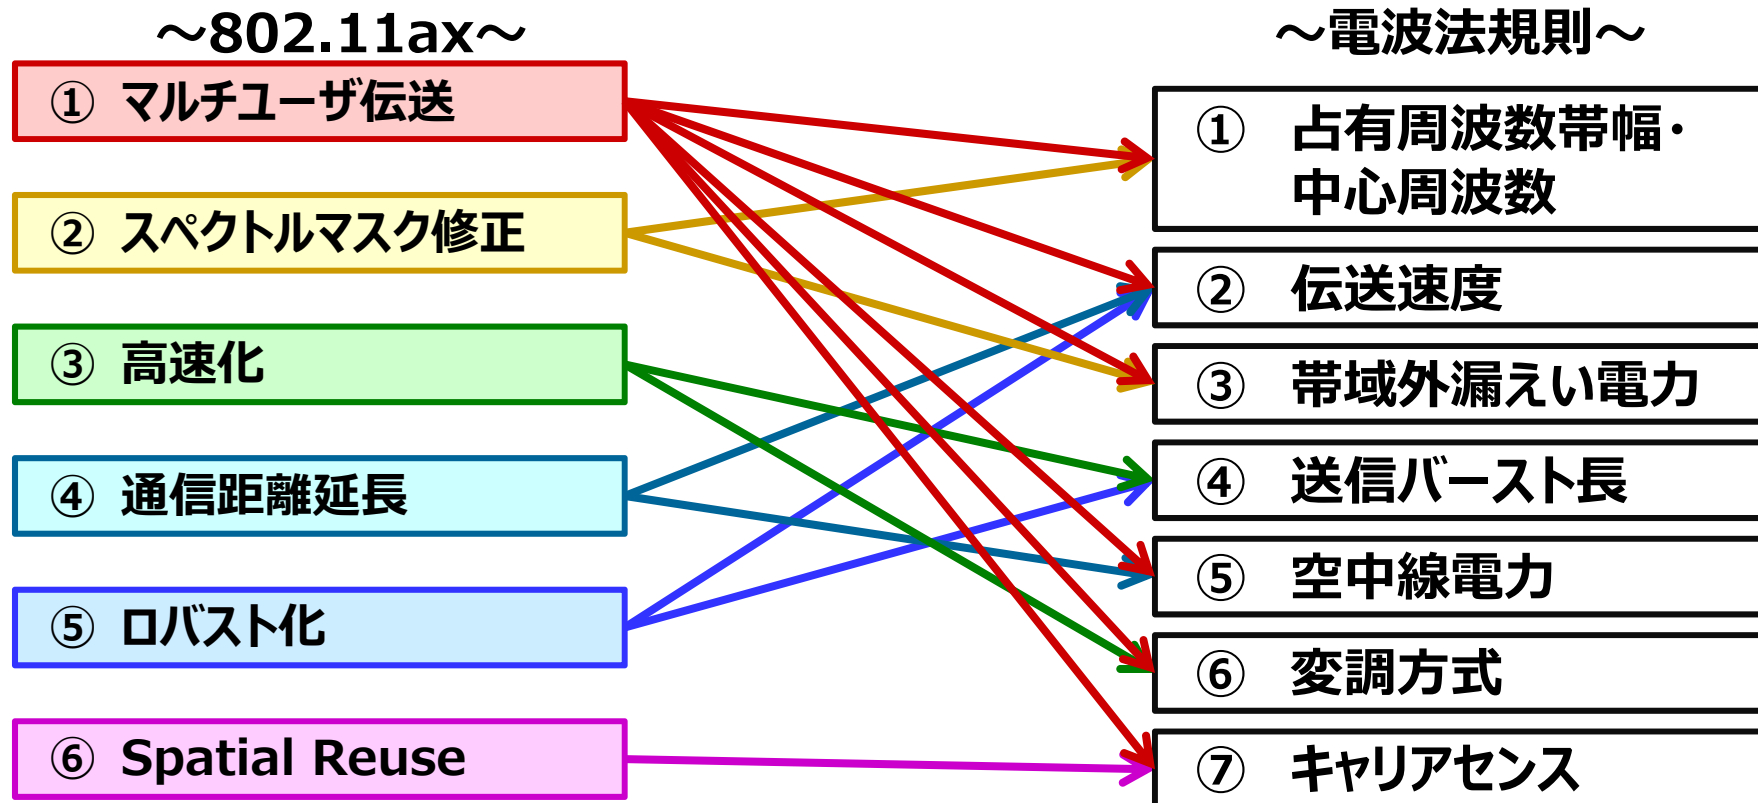 ～802.11ax～
① マルチユーザ伝送
② スペクトルマスク修正
③ 高速化
④ 通信距離延長
⑤ ロバスト化
⑥ Spatial Reuse
～電波法規則～
① 占有周波数帯幅・
中心周波数
② 伝送速度
③ 帯域外漏えい電力
④ 送信バースト長
⑤ 空中線電力
⑥ 変調方式
⑦ キャリアセンス